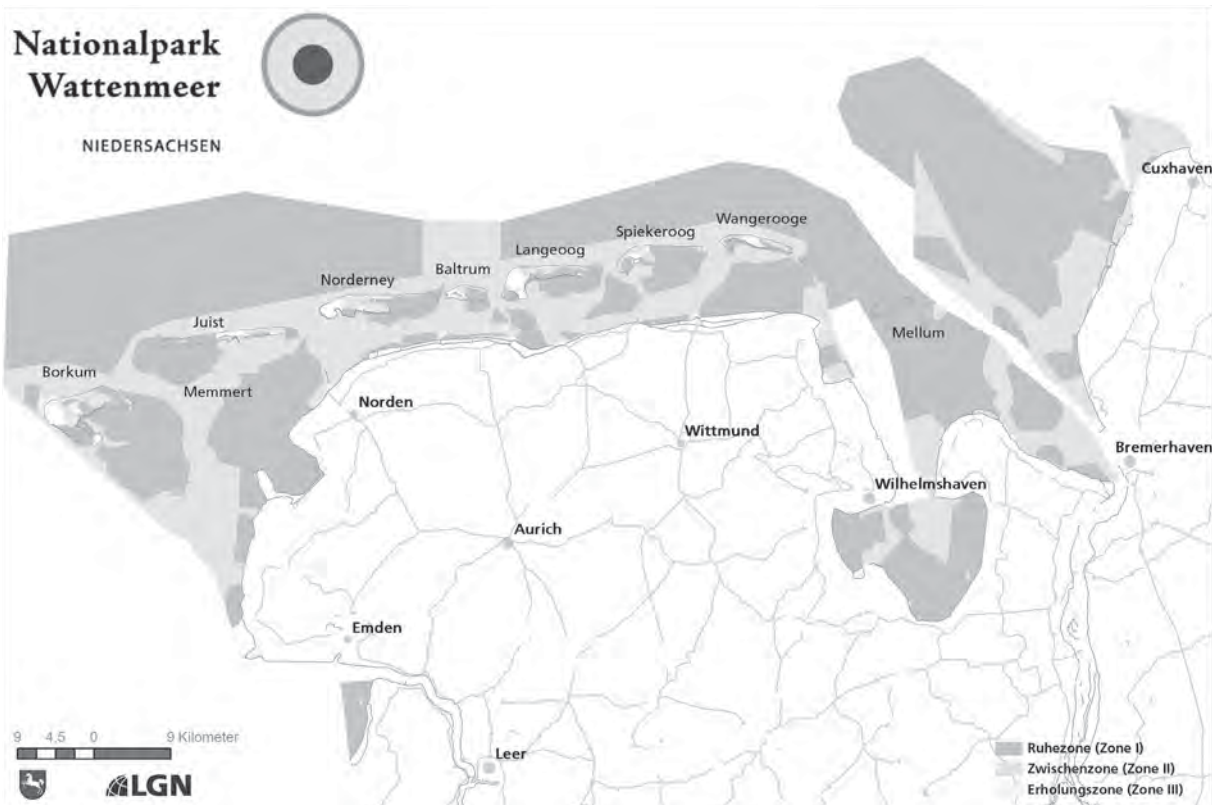 Nationalpark
Wattenmeer
NIEDERSACHSEN
Cuxhaven
Wangerooge
Spiekeroog
Langeoog
Baltrum
Norderney
Juist
Mellum
Borkum
Memmert
Norden
Wittmund
Bremerhaven
Wilhelmshaven
Aurich
Emden
9 4,5 0 9 Kilometer
Leer
LGN
Ruhezone (Zone I)
Zwischenzone (Zone II)
Erholungszone (Zone III)